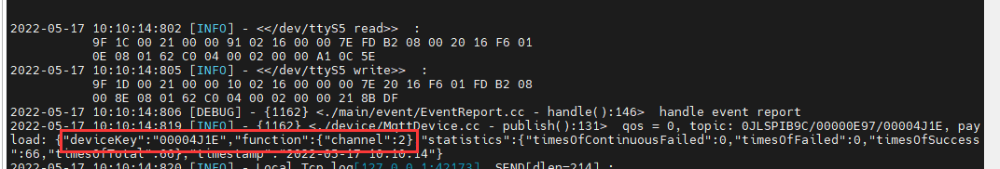 2022-05-17 10:10:14:802 [INFO] - <</dev/ttyS5 read>>  :
9F 1C 00 21 00 00 91 02 16 00 00 7E FD B2 08 00 20 16 F6 01
0E 08 01 62 C0 04 00 02 00 00 A1 0C 5E
2022-05-17 10:10:14:805 [INFO] - <</dev/ttyS5 write>>  :
9F 1D 00 21 00 00 10 02 16 00 00 00 7E 20 16 F6 01 FD B2 08
00 8E 08 01 62 C0 04 00 02 00 00 21 8B DF
2022-05-17 10:10:14:806 [DEBUG] - {1162} <./main/event/EventReport.cc - handle():146>  handle event report
2022-05-17 10:10:14:819 [INFO] - {1162} <./device/MqttDevice.cc - publish():131>  qos = 0, topic: 0JLSPIB9C/00000E97/00004J1E, pay
load: {"deviceKey":"00004J1E","function":{"channel":2} "statistics":{"timesOfContinuousFailed":0,"timesOfFailed":0,"timesOfSuccess
":66,"timesOfTotal":66},"timestamp":"2022-05-17 10:10:14"}
2022-05-17 10:10:14:820 [INFO] - Local Tcp log[127.0.0.1:42173] SEND[dlen=214] :